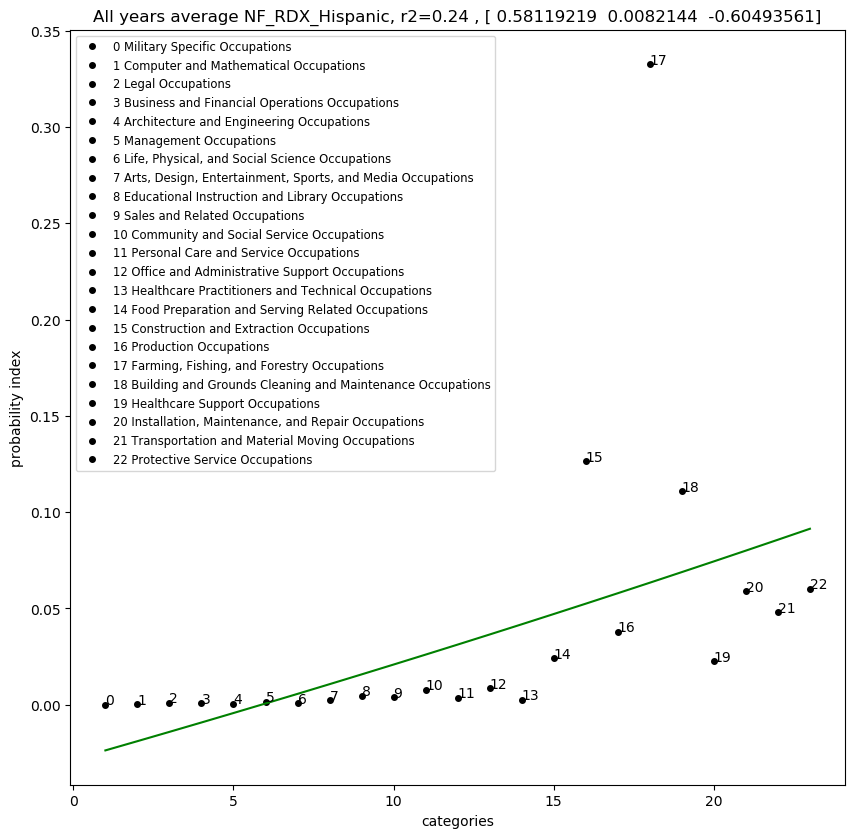 All years average NF_RDX_Hispanic, r2=0.24 , [ 0.58119219  0.0082144  -0.60493561]
0.35
0.30
0.25
0.20
0.15
0.10
0.05
0.00
probability index
0 Military Specific Occupations
1 Computer and Mathematical Occupations
2 Legal Occupations
3 Business and Financial Operations Occupations
4 Architecture and Engineering Occupations
5 Management Occupations
6 Life, Physical, and Social Science Occupations
7 Arts, Design, Entertainment, Sports, and Media Occupations
8 Educational Instruction and Library Occupations
9 Sales and Related Occupations
10 Community and Social Service Occupations
11 Personal Care and Service Occupations
12 Office and Administrative Support Occupations
13 Healthcare Practitioners and Technical Occupations
14 Food Preparation and Serving Related Occupations
15 Construction and Extraction Occupations
16 Production Occupations
17 Farming, Fishing, and Forestry Occupations
18 Building and Grounds Cleaning and Maintenance Occupations
19 Healthcare Support Occupations
20 Installation, Maintenance, and Repair Occupations
21 Transportation and Material Moving Occupations
22 Protective Service Occupations
0
1
2
3
4
5
6
7
8
9
10
11
12
13
14
15
16
17
18
19
20
21
22
0
5
10
15
20
categories